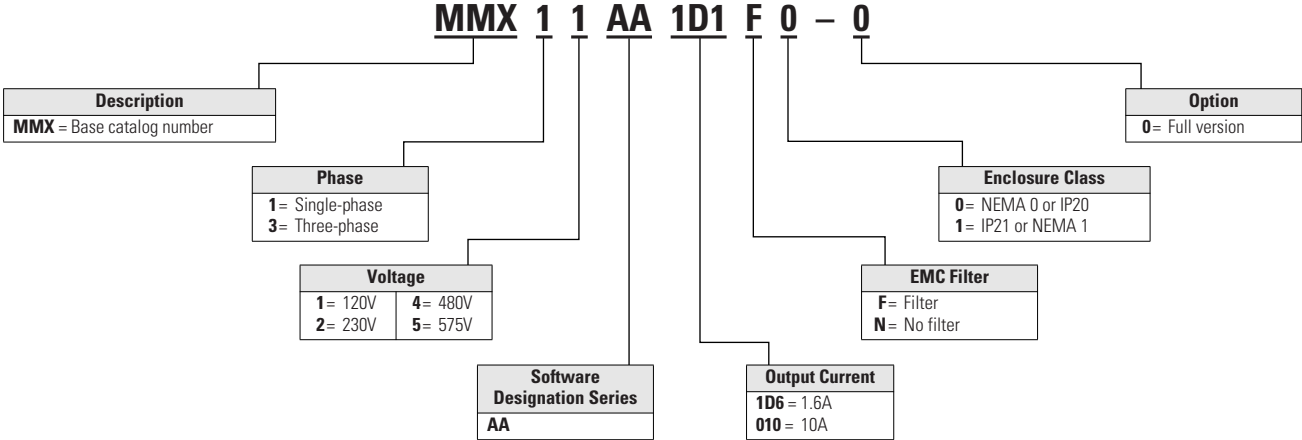 MMX 1 1 AA 1D1 F 0 – 0
Description
MMX = Base catalog number
Option
0 = Full version
Phase
1 = Single-phase
3 = Three-phase
Enclosure Class
0 = NEMA 0 or IP20
1 = IP21 or NEMA 1
Voltage
1 = 120V 4 = 480V
2 = 230V 5 = 575V
EMC Filter
F = Filter
N = No filter
Software
Designation Series
AA
Output Current
1D6 = 1.6A
010 = 10A